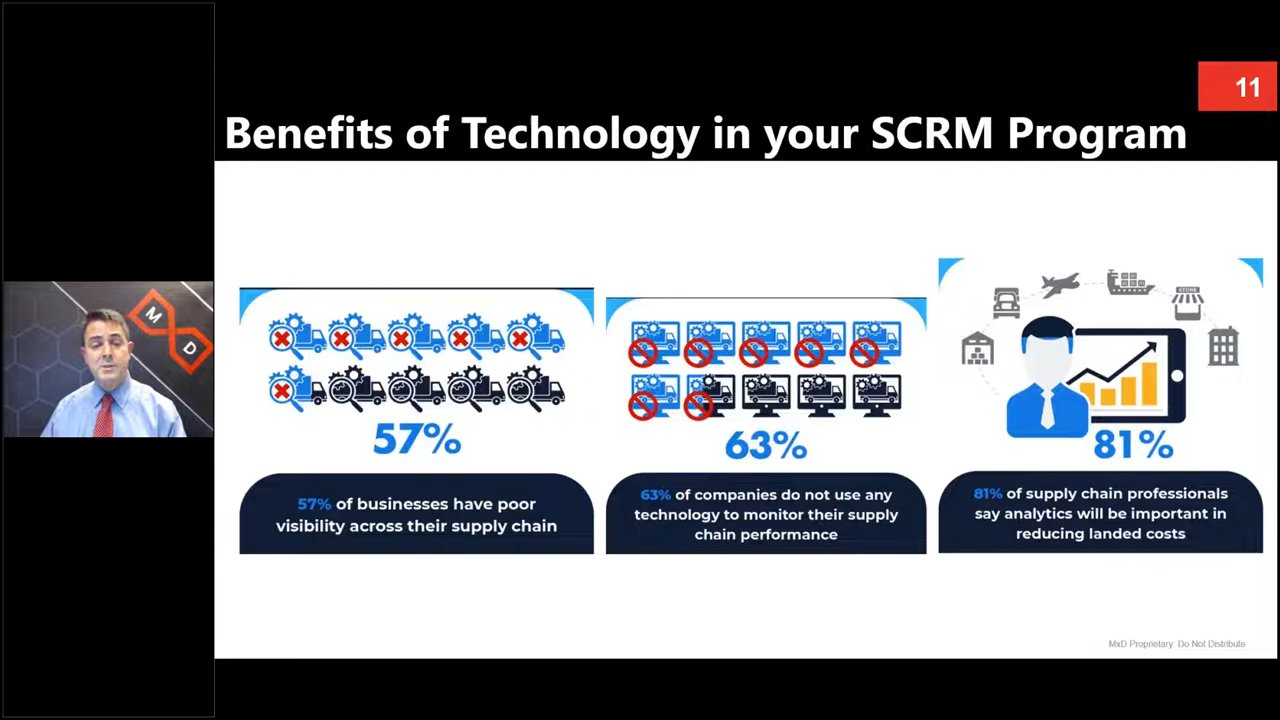 11
Benefits of Technology in your SCRM Program
M
D
57%
57% of businesses have poor
visibility across their supply chain
63%
63% of companies do not use any
technology to monitor their supply
chain performance
STORE
81%
81% of supply chain professionals
say analytics will be important in
reducing landed costs
MxD Proprietary: Do Not Distribute